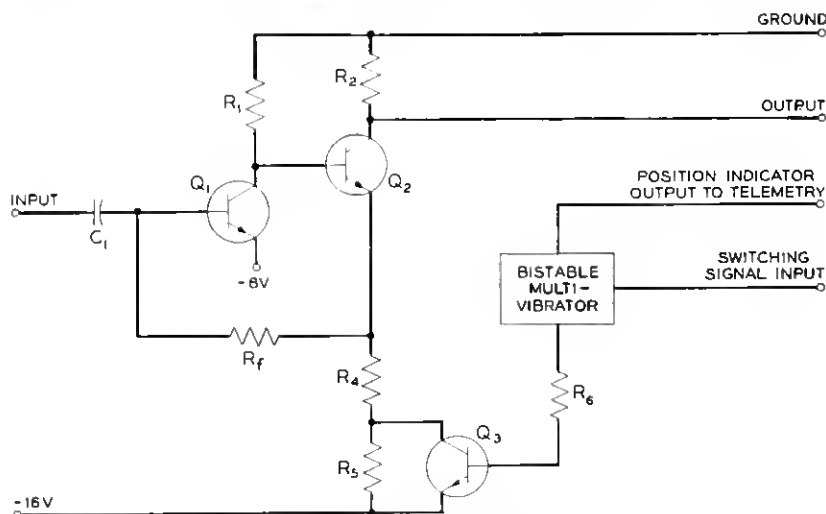 GROUND
R2
R1
OUTPUT
Q1
Q2
POSITION INDICATOR
OUTPUT TO TELEMETRY
INPUT
C1
-6V
BISTABLE
MULTI-
VIBRATOR
SWITCHING
SIGNAL INPUT
Rf
R4
R6
Q3
R5
-16V